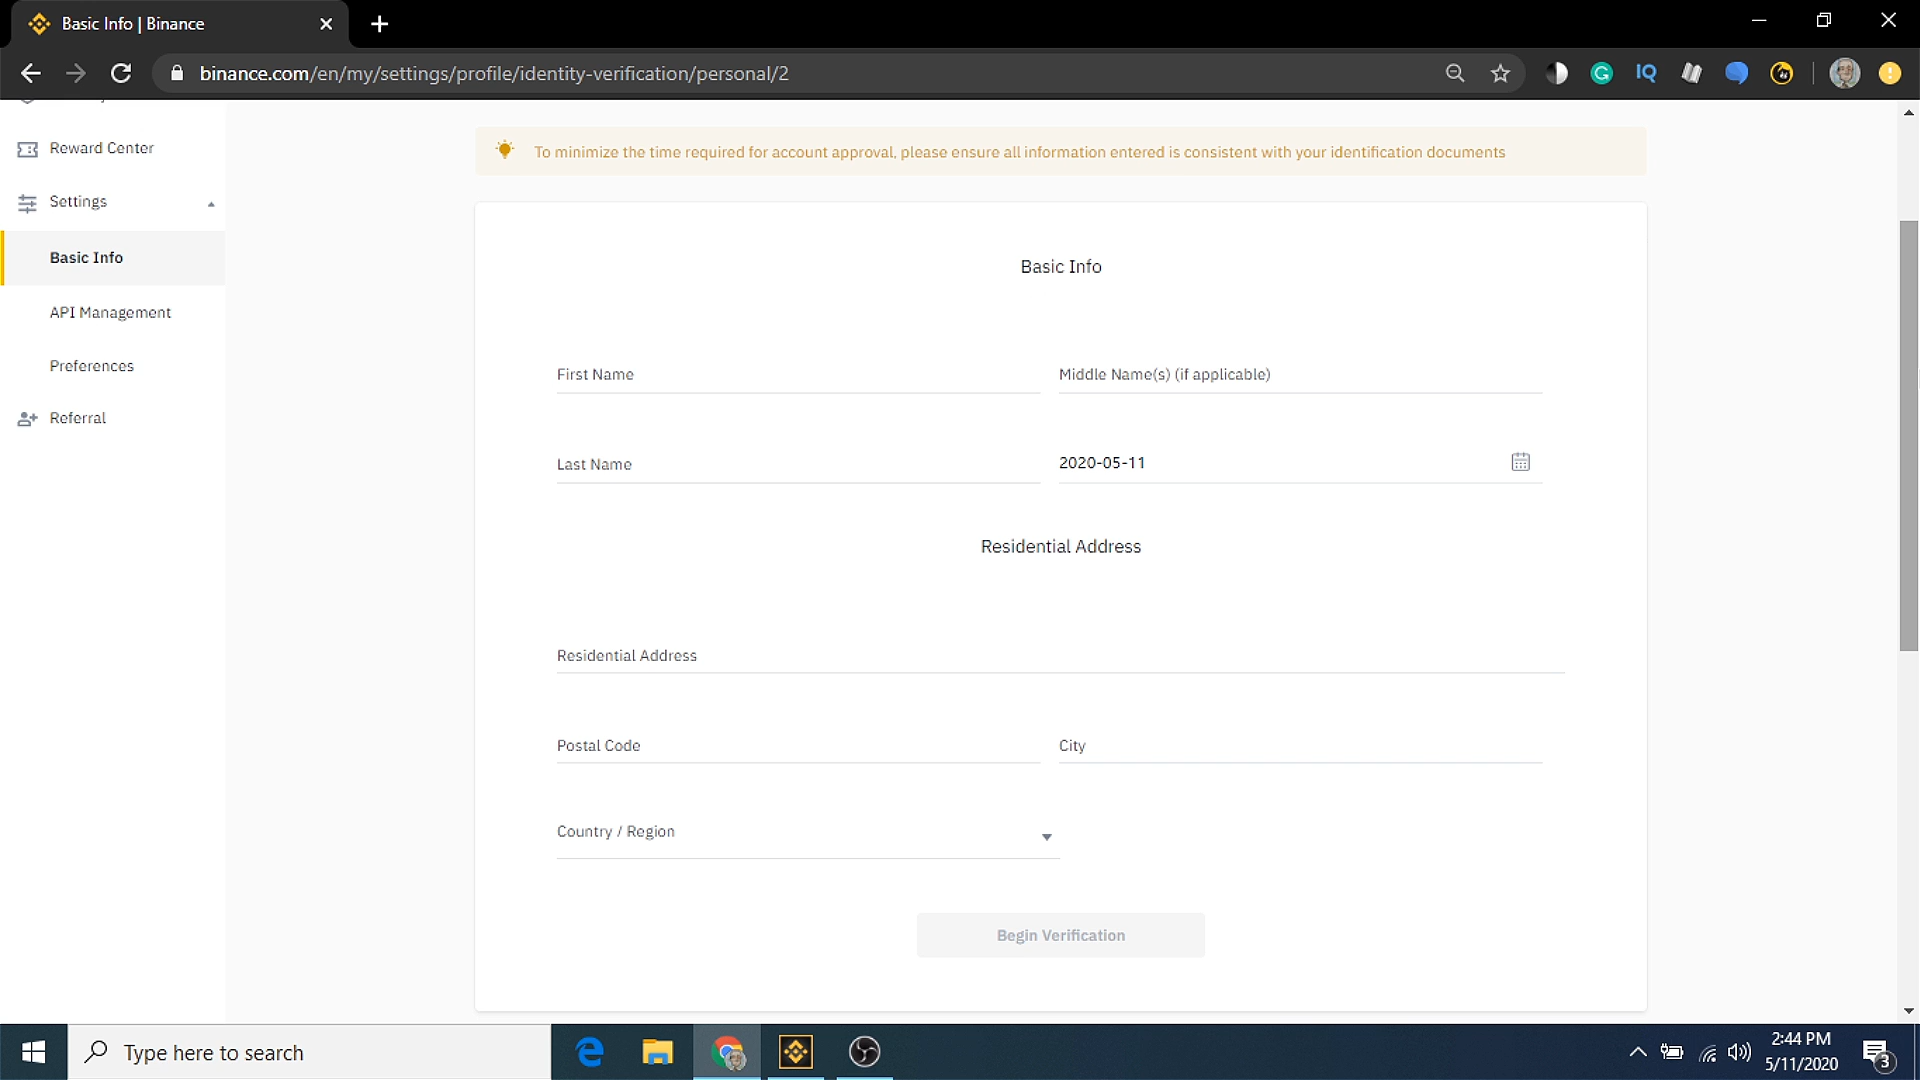 Basic Info | Binance
binance.com/en/my/settings/profile/identity-verification/personal/2
IQ
Reward Center
To minimize the time required for account approval, please ensure all information entered is consistent with your identification documents
Settings
Basic Info
API Management
Preferences
Referral
Basic Info
First Name
Middle Name(s) (if applicable)
Last Name
2020-05-11
Residential Address
Residential Address
Postal Code
City
Country / Region
Begin Verification
Type here to search
2:44 PM
5/11/2020
3